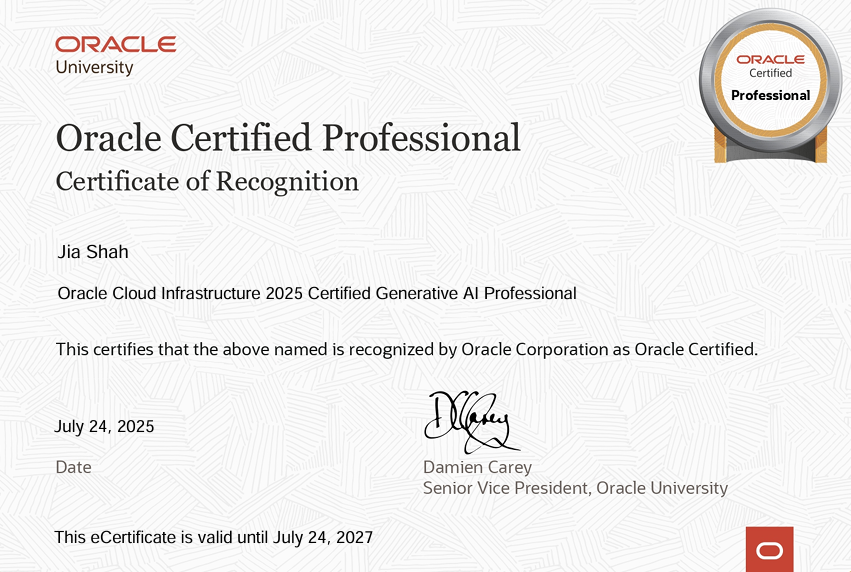 ORACLE
University
ORACLE
Certified
Professional
Oracle Certified Professional
Certificate of Recognition
Jia Shah
Oracle Cloud Infrastructure 2025 Certified Generative AI Professional
This certifies that the above named is recognized by Oracle Corporation as Oracle Certified.
DCarey
July 24, 2025
Date
Damien Carey
Senior Vice President, Oracle University
This eCertificate is valid until July 24, 2027